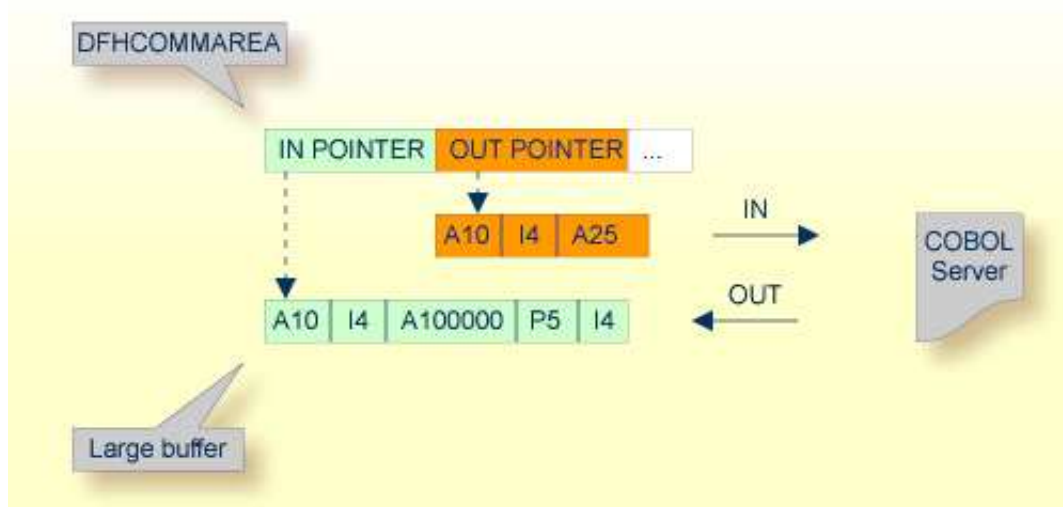 DFHCOMMAREA
IN POINTER OUT POINTER ...
A10 I4 A25
IN
COBOL
Server
OUT
A10 I4 A100000 P5 I4
Large buffer